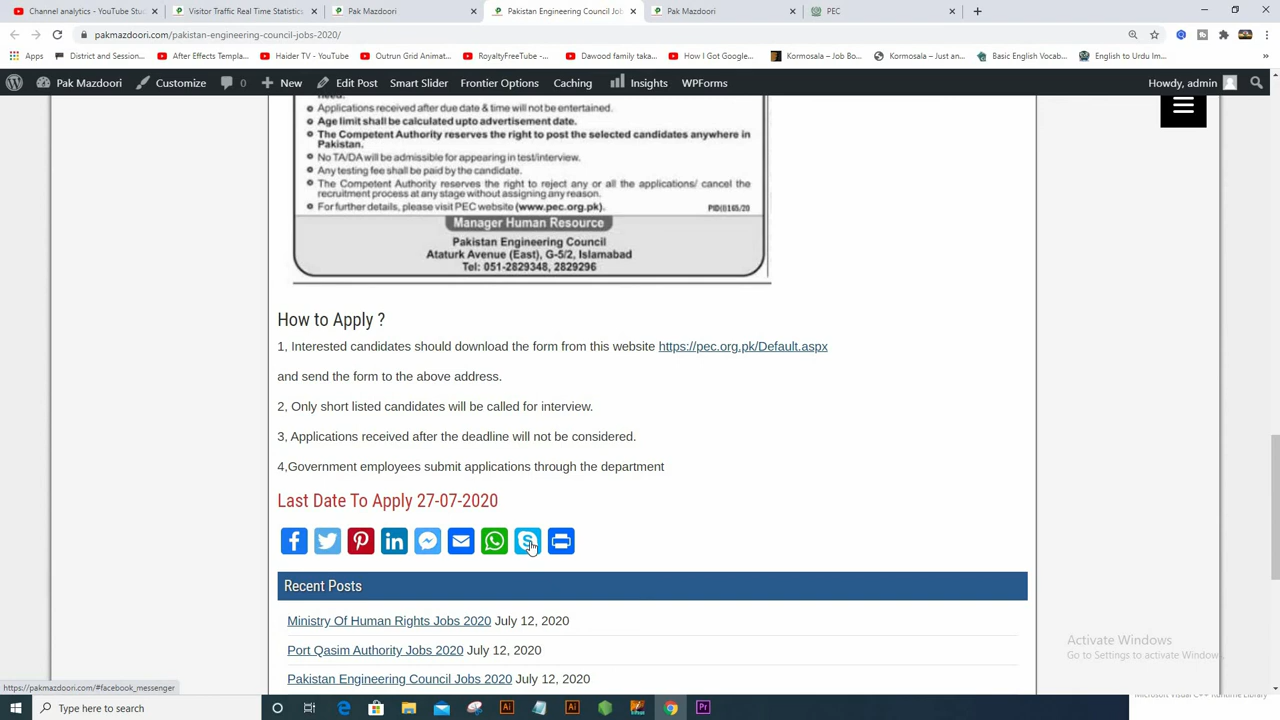 Channel analytics - YouTube Stu
Visitor Traffic Real Time Statistics
Pak Mazdoori
Pakistan Engineering Council Job
Pak Mazdoori
PEC
pakmazdoori.com/pakistan-engineering-council-jobs-2020/
Apps
District and Session...
After Effects Templa...
Haider TV - YouTube
Outrun Grid Animat...
RoyaltyFreeTube -...
Dawood family taka...
How I Got Google...
Kormosala – Job Bo...
Kormosala – Just an...
Basic English Vocab...
English to Urdu Im...
Pak Mazdoori
Customize
0
New
Edit Post
Smart Slider
Frontier Options
Caching
Insights
WPForms
Howdy, admin
need.
Applications received after due date & time will not be entertained.
Age limit shall be calculated upto advertisement date.
The Competent Authority reserves the right to post the selected candidates anywhere in
Pakistan.
No TA/DA will be admissible for appearing in test/interview.
Any testing fee shall be paid by the candidate.
The Competent Authority reserves the right to reject any or all the applications/ cancel the
recruitment process at any stage without assigning any reason.
For further details, please visit PEC website (www.pec.org.pk).
PID(I)165/20
Manager Human Resource
Pakistan Engineering Council
Ataturk Avenue (East), G-5/2, Islamabad
Tel: 051-2829348, 2829296
How to Apply ?
1, Interested candidates should download the form from this website https://pec.org.pk/Default.aspx
and send the form to the above address.
2, Only short listed candidates will be called for interview.
3, Applications received after the deadline will not be considered.
4,Government employees submit applications through the department
Last Date To Apply 27-07-2020
Recent Posts
Ministry Of Human Rights Jobs 2020 July 12, 2020
Port Qasim Authority Jobs 2020 July 12, 2020
Pakistan Engineering Council Jobs 2020 July 12, 2020
Activate Windows
Go to Settings to activate Windows.
https://pakmazdoori.com/#facebook_messenger
Microsoft Visual C++ Runtime Library
Type here to search